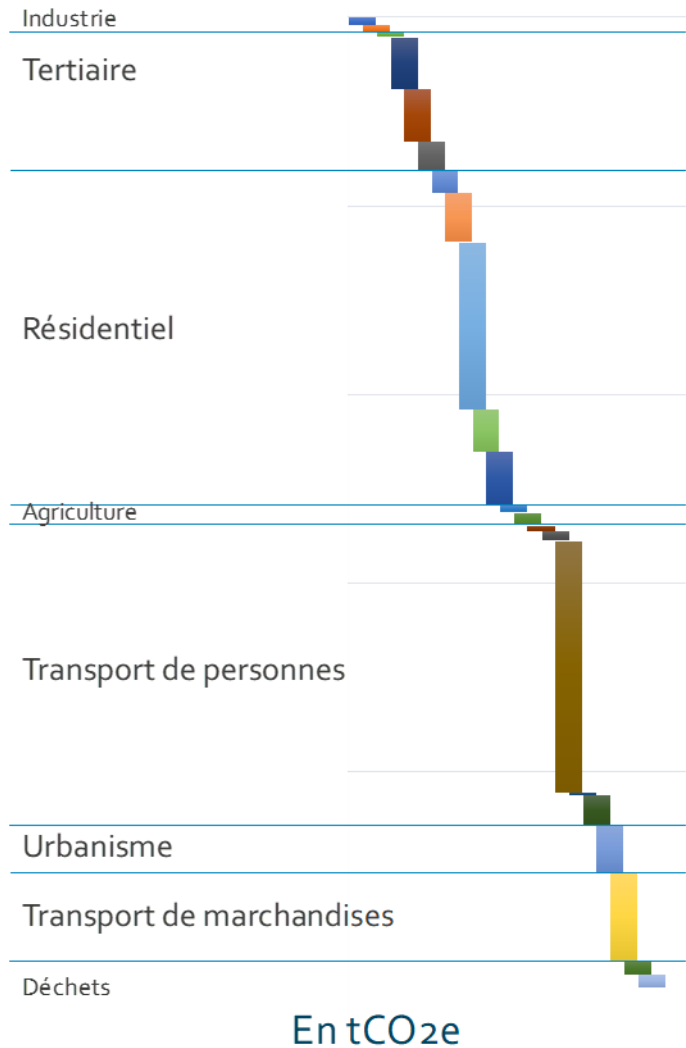 Industrie
Tertiaire
Résidentiel
Agriculture
Transport de personnes
Urbanisme
Transport de marchandises
Déchets
En tCO2e